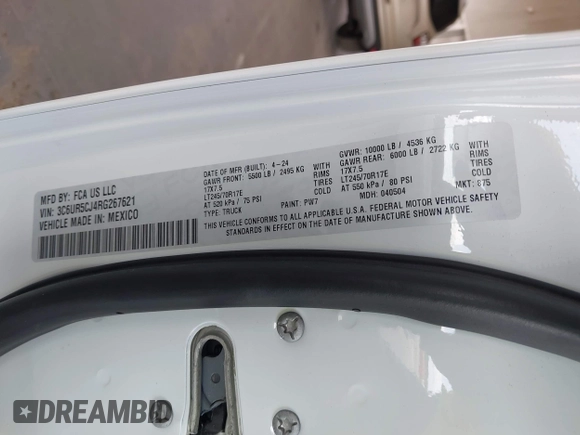 MFD BY: FCA US LLC
VIN: 3C6UR5CJ4RG267621
VEHICLE MADE IN: MEXICO
DATE OF MFR (BUILT): 4-24
GAWR FRONT: 5500 LB / 2495 KG WITH
17X7.5 RIMS
LT245/70R17E TIRES
AT 520 kPa / 75 PSI COLD
TYPE: TRUCK PAINT: PW7
GVWR: 10000 LB / 4536 KG
GAWR REAR: 6000 LB / 2722 KG WITH
17X7.5 RIMS
LT245/70R17E TIRES
AT 550 kPa / 80 PSI COLD
MDH: 040504 MKT: 875
THIS VEHICLE CONFORMS TO ALL APPLICABLE U.S.A. FEDERAL MOTOR VEHICLE SAFETY
STANDARDS IN EFFECT ON THE DATE OF MANUFACTURE SHOWN ABOVE
DREAMBID